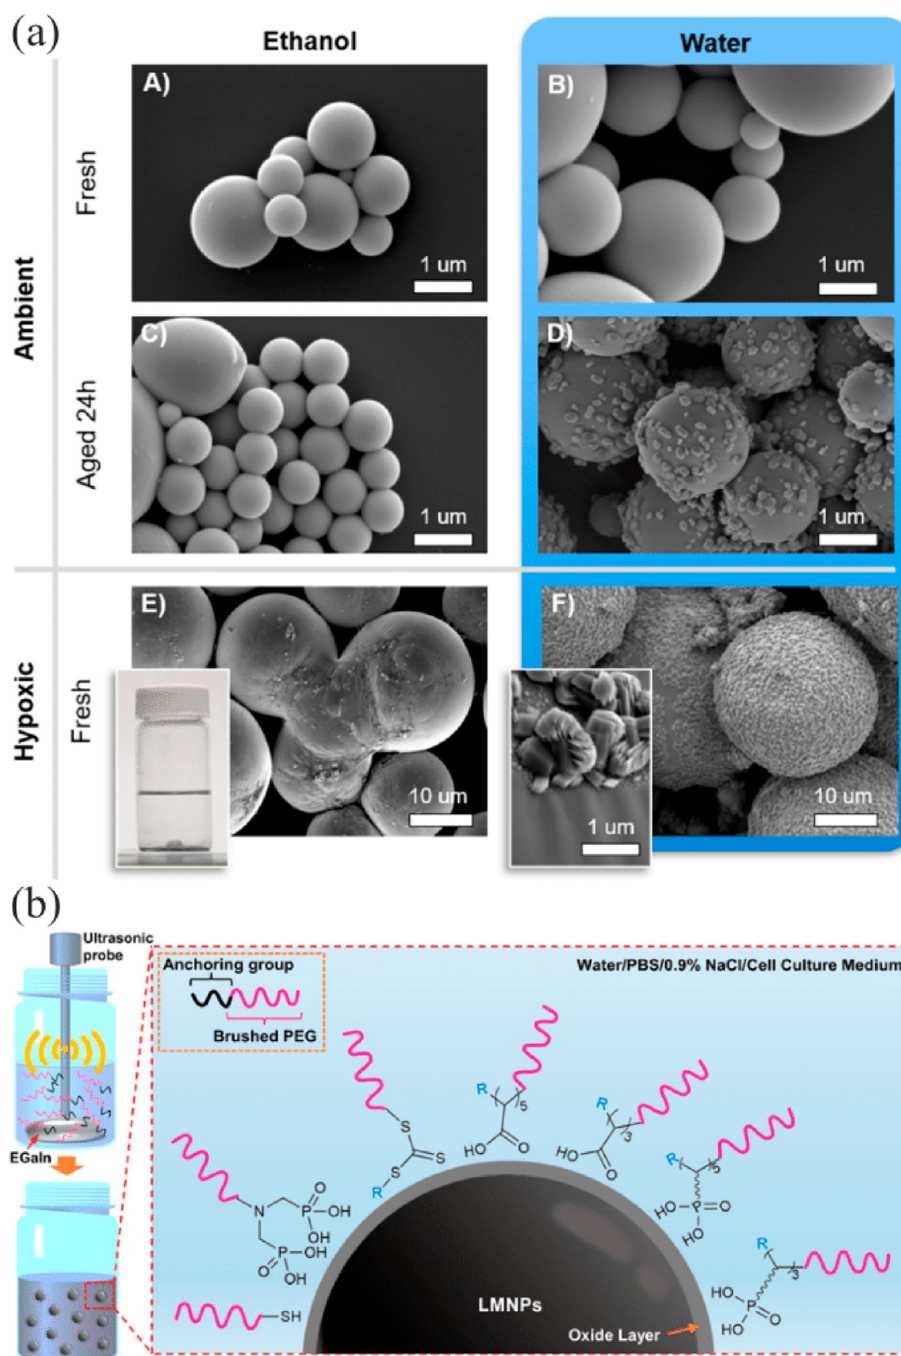 (a)
Ethanol
Water
Ambient
Fresh
A)
1 um
B)
1 um
Aged 24h
C)
1 um
D)
1 um
Hypoxic
Fresh
E)
10 um
1 um
F)
10 um
(b)
Ultrasonic
probe
EGaIn
Anchoring group
Brushed PEG
Water/PBS/0.9% NaCl/Cell Culture Medium
S
S
S
R
R
5
HO
O
R
3
HO
O
R
5
HO
P
O
HO
R
3
O
P
HO
HO
N
O
P
OH
OH
P
OH
O
OH
SH
LMNPs
Oxide Layer